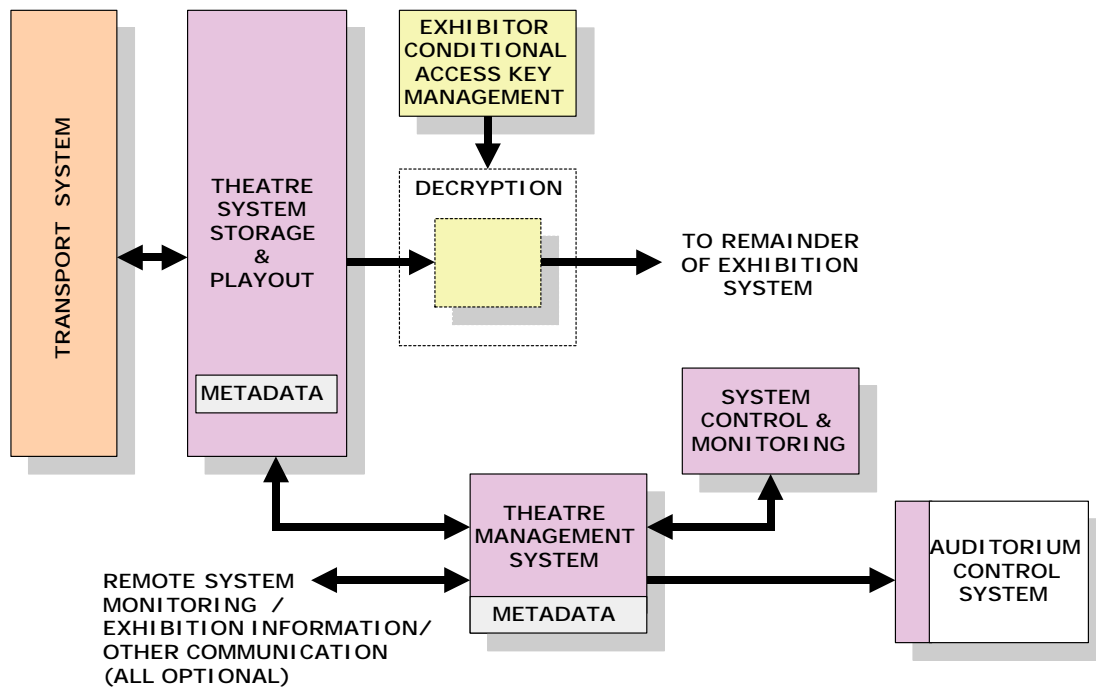 TRANSPORT SYSTEM
THEATRE
SYSTEM
STORAGE
&
PLAYOUT
METADATA
EXHIBITOR
CONDITIONAL
ACCESS KEY
MANAGEMENT
DECRYPTION
TO REMAINDER
OF EXHIBITION
SYSTEM
SYSTEM
CONTROL &
MONITORING
THEATRE
MANAGEMENT
SYSTEM
METADATA
AUDITORIUM
CONTROL
SYSTEM
REMOTE SYSTEM
MONITORING /
EXHIBITION INFORMATION/
OTHER COMMUNICATION
(ALL OPTIONAL)